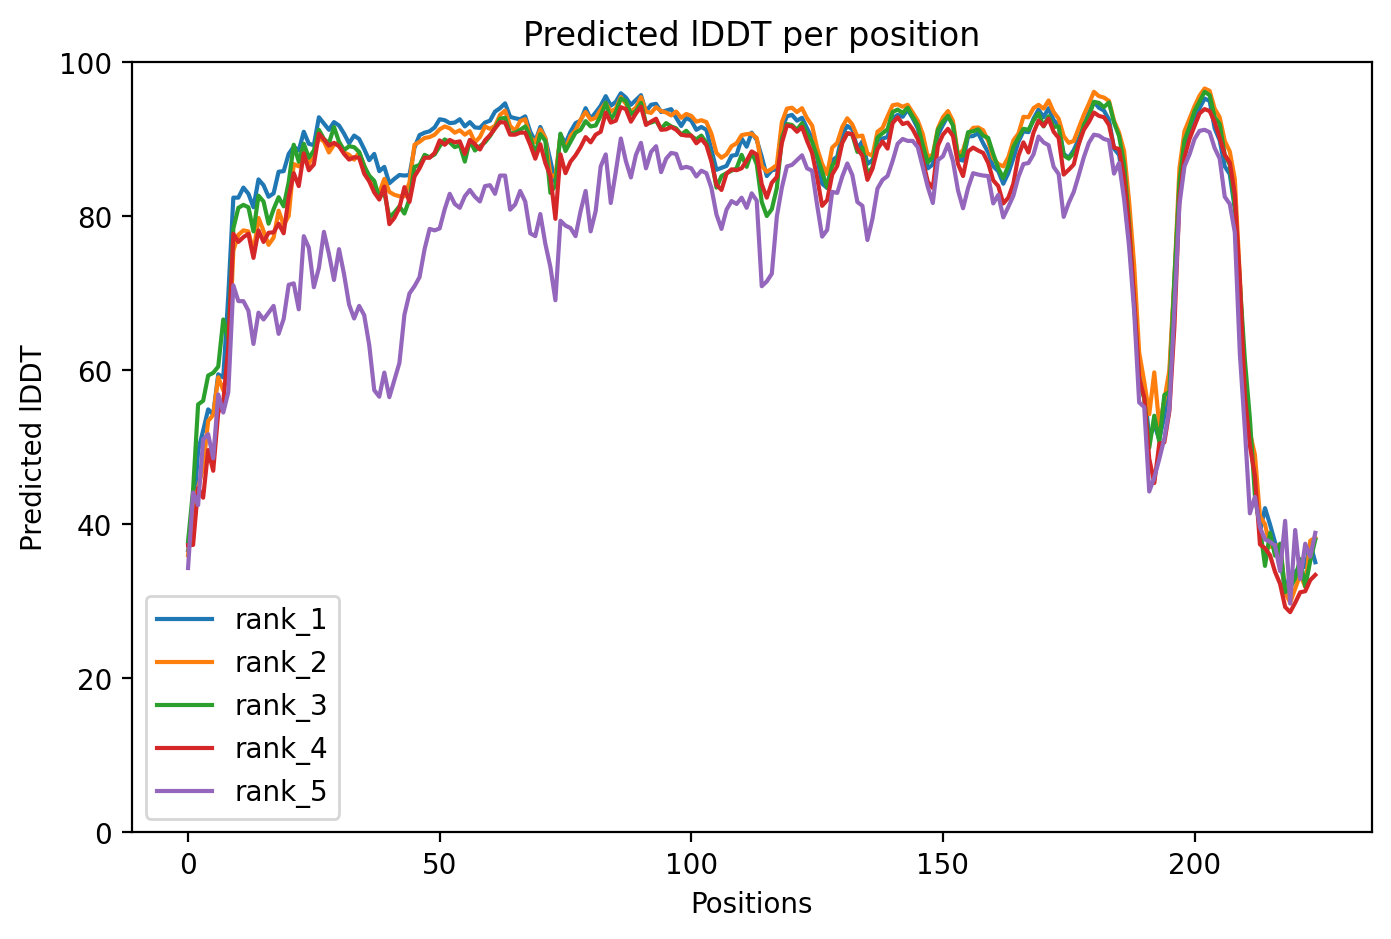 Predicted lDDT per position
100
80
60
40
20
0
Predicted lDDT
rank_1
rank_2
rank_3
rank_4
rank_5
0 50 100 150 200
Positions